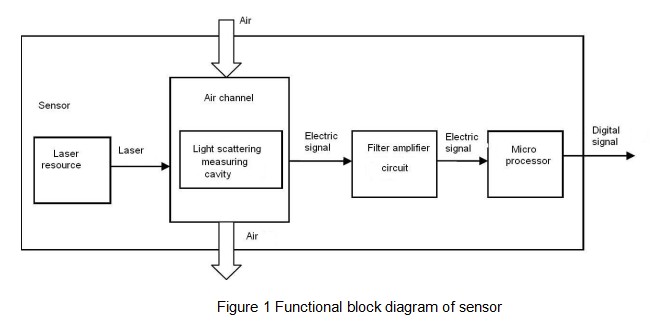 Air
Sensor
Air channel
Laser
resource
Laser
Light scattering
measuring
cavity
Electric
signal
Filter amplifier
circuit
Electric
signal
Micro
processor
Digital
signal
Air
Figure 1 Functional block diagram of sensor